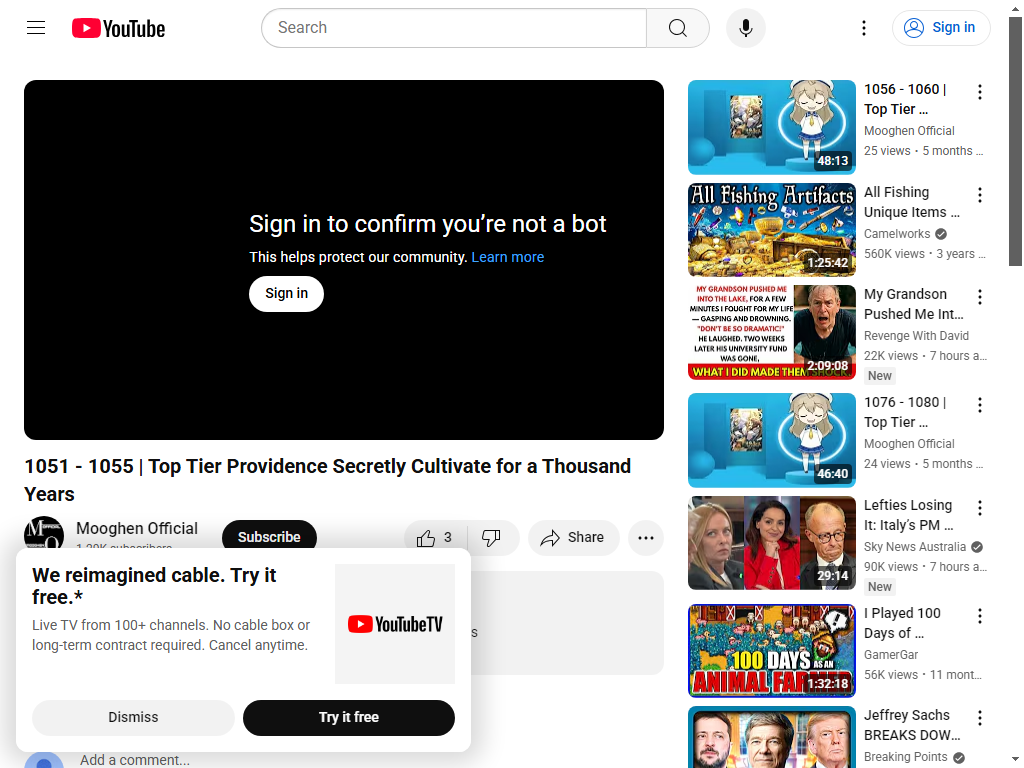 YouTube
Search
Sign in
Sign in to confirm you're not a bot
This helps protect our community. Learn more
Sign in
1051 - 1055 | Top Tier Providence Secretly Cultivate for a Thousand
Years
Mooghen Official
Subscribe
3
Share
We reimagined cable. Try it
free.*
Live TV from 100+ channels. No cable box or
long-term contract required. Cancel anytime.
YouTubeTV
Dismiss
Try it free
Add a comment...
48:13
1056 - 1060 |
Top Tier ...
Mooghen Official
25 views • 5 months ...
All Fishing Artifacts
1:25:42
All Fishing
Unique Items ...
Camelworks
560K views • 3 years ...
MY GRANDSON PUSHED ME
INTO THE LAKE, FOR A FEW
MINUTES I FOUGHT FOR MY LIFE
— GASPING AND DROWNING.
"DON'T BE SO DRAMATIC!"
HE LAUGHED. TWO WEEKS
LATER HIS UNIVERSITY FUND
WAS GONE,
WHAT I DID MADE THEM SHOCK
2:09:08
My Grandson
Pushed Me Int...
Revenge With David
22K views • 7 hours a...
New
46:40
1076 - 1080 |
Top Tier ...
Mooghen Official
24 views • 5 months ...
29:14
Lefties Losing
It: Italy's PM ...
Sky News Australia
90K views • 7 hours a...
New
100 DAYS AS AN
ANIMAL FARMER
1:32:18
I Played 100
Days of ...
GamerGar
56K views • 11 mont...
Jeffrey Sachs
BREAKS DOW...
Breaking Points